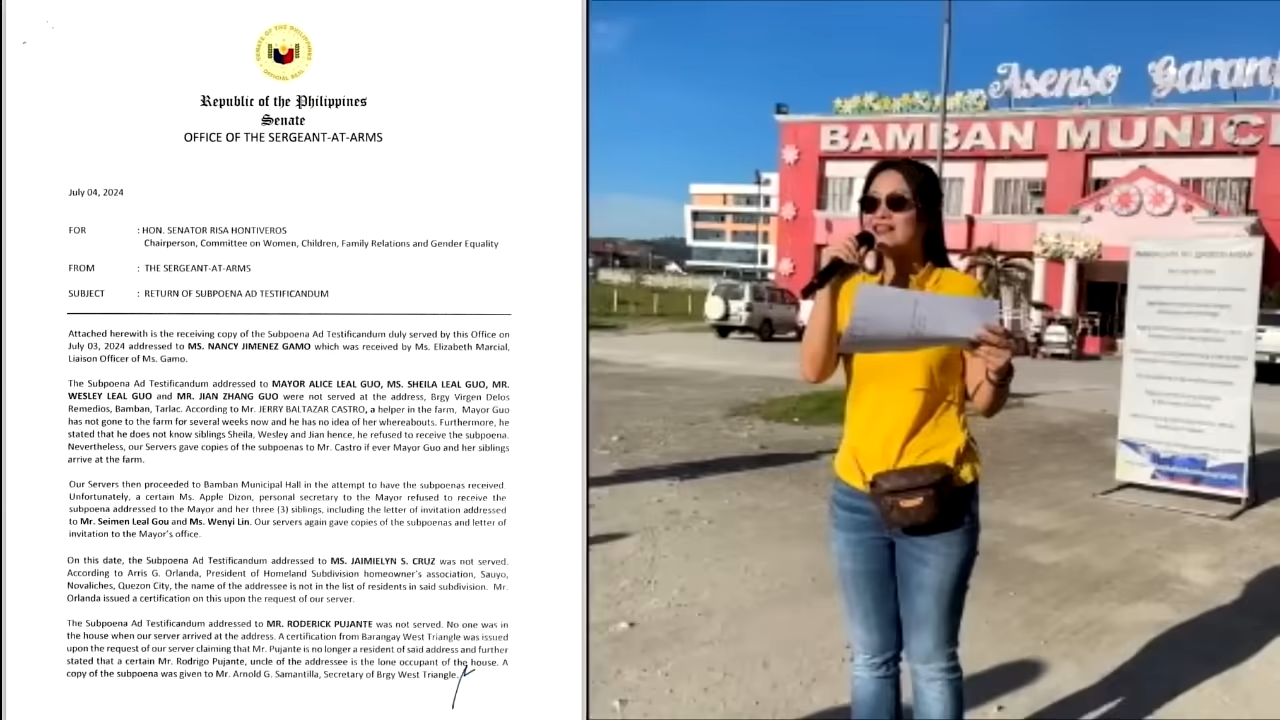 SENATE OF THE PHILIPPINES
OFFICIAL SEAL
Republic of the Philippines
Senate
OFFICE OF THE SERGEANT-AT-ARMS
July 04, 2024
FOR : HON. SENATOR RISA HONTIVEROS
Chairperson, Committee on Women, Children, Family Relations and Gender Equality
FROM : THE SERGEANT-AT-ARMS
SUBJECT : RETURN OF SUBPOENA AD TESTIFICANDUM
Attached herewith is the receiving copy of the Subpoena Ad Testificandum duly served by this Office on
July 03, 2024 addressed to MS. NANCY JIMENEZ GAMO which was received by Ms. Elizabeth Marcial,
Liaison Officer of Ms. Gamo.
The Subpoena Ad Testificandum addressed to MAYOR ALICE LEAL GUO, MS. SHEILA LEAL GUO, MR.
WESLEY LEAL GUO and MR. JIAN ZHANG GUO were not served at the address, Brgy Virgen Delos
Remedios, Bamban, Tarlac. According to Mr. JERRY BALTAZAR CASTRO, a helper in the farm, Mayor Guo
has not gone to the farm for several weeks now and he has no idea of her whereabouts. Furthermore, he
stated that he does not know siblings Sheila, Wesley and Jian hence, he refused to receive the subpoena.
Nevertheless, our Servers gave copies of the subpoenas to Mr. Castro if ever Mayor Guo and her siblings
arrive at the farm.
Our Servers then proceeded to Bamban Municipal Hall in the attempt to have the subpoenas received.
Unfortunately, a certain Ms. Apple Dizon, personal secretary to the Mayor refused to receive the
subpoena addressed to the Mayor and her three (3) siblings, including the letter of invitation addressed
to Mr. Seimen Leal Gou and Ms. Wenyi Lin. Our servers again gave copies of the subpoenas and letter of
invitation to the Mayor's office.
On this date, the Subpoena Ad Testificandum addressed to MS. JAIMIELYN S. CRUZ was not served.
According to Arris G. Orlanda, President of Homeland Subdivision homeowner's association, Sauyo,
Novaliches, Quezon City, the name of the addressee is not in the list of residents in said subdivision. Mr.
Orlanda issued a certification on this upon the request of our server.
The Subpoena Ad Testificandum addressed to MR. RODERICK PUJANTE was not served. No one was in
the house when our server arrived at the address. A certification from Barangay West Triangle was issued
upon the request of our server claiming that Mr. Pujante is no longer a resident of said address and further
stated that a certain Mr. Rodrigo Pujante, uncle of the addressee is the lone occupant of the house. A
copy of the subpoena was given to Mr. Arnold G. Samantilla, Secretary of Brgy West Triangle.
Asenso Garan
BAMBAN MUNICI